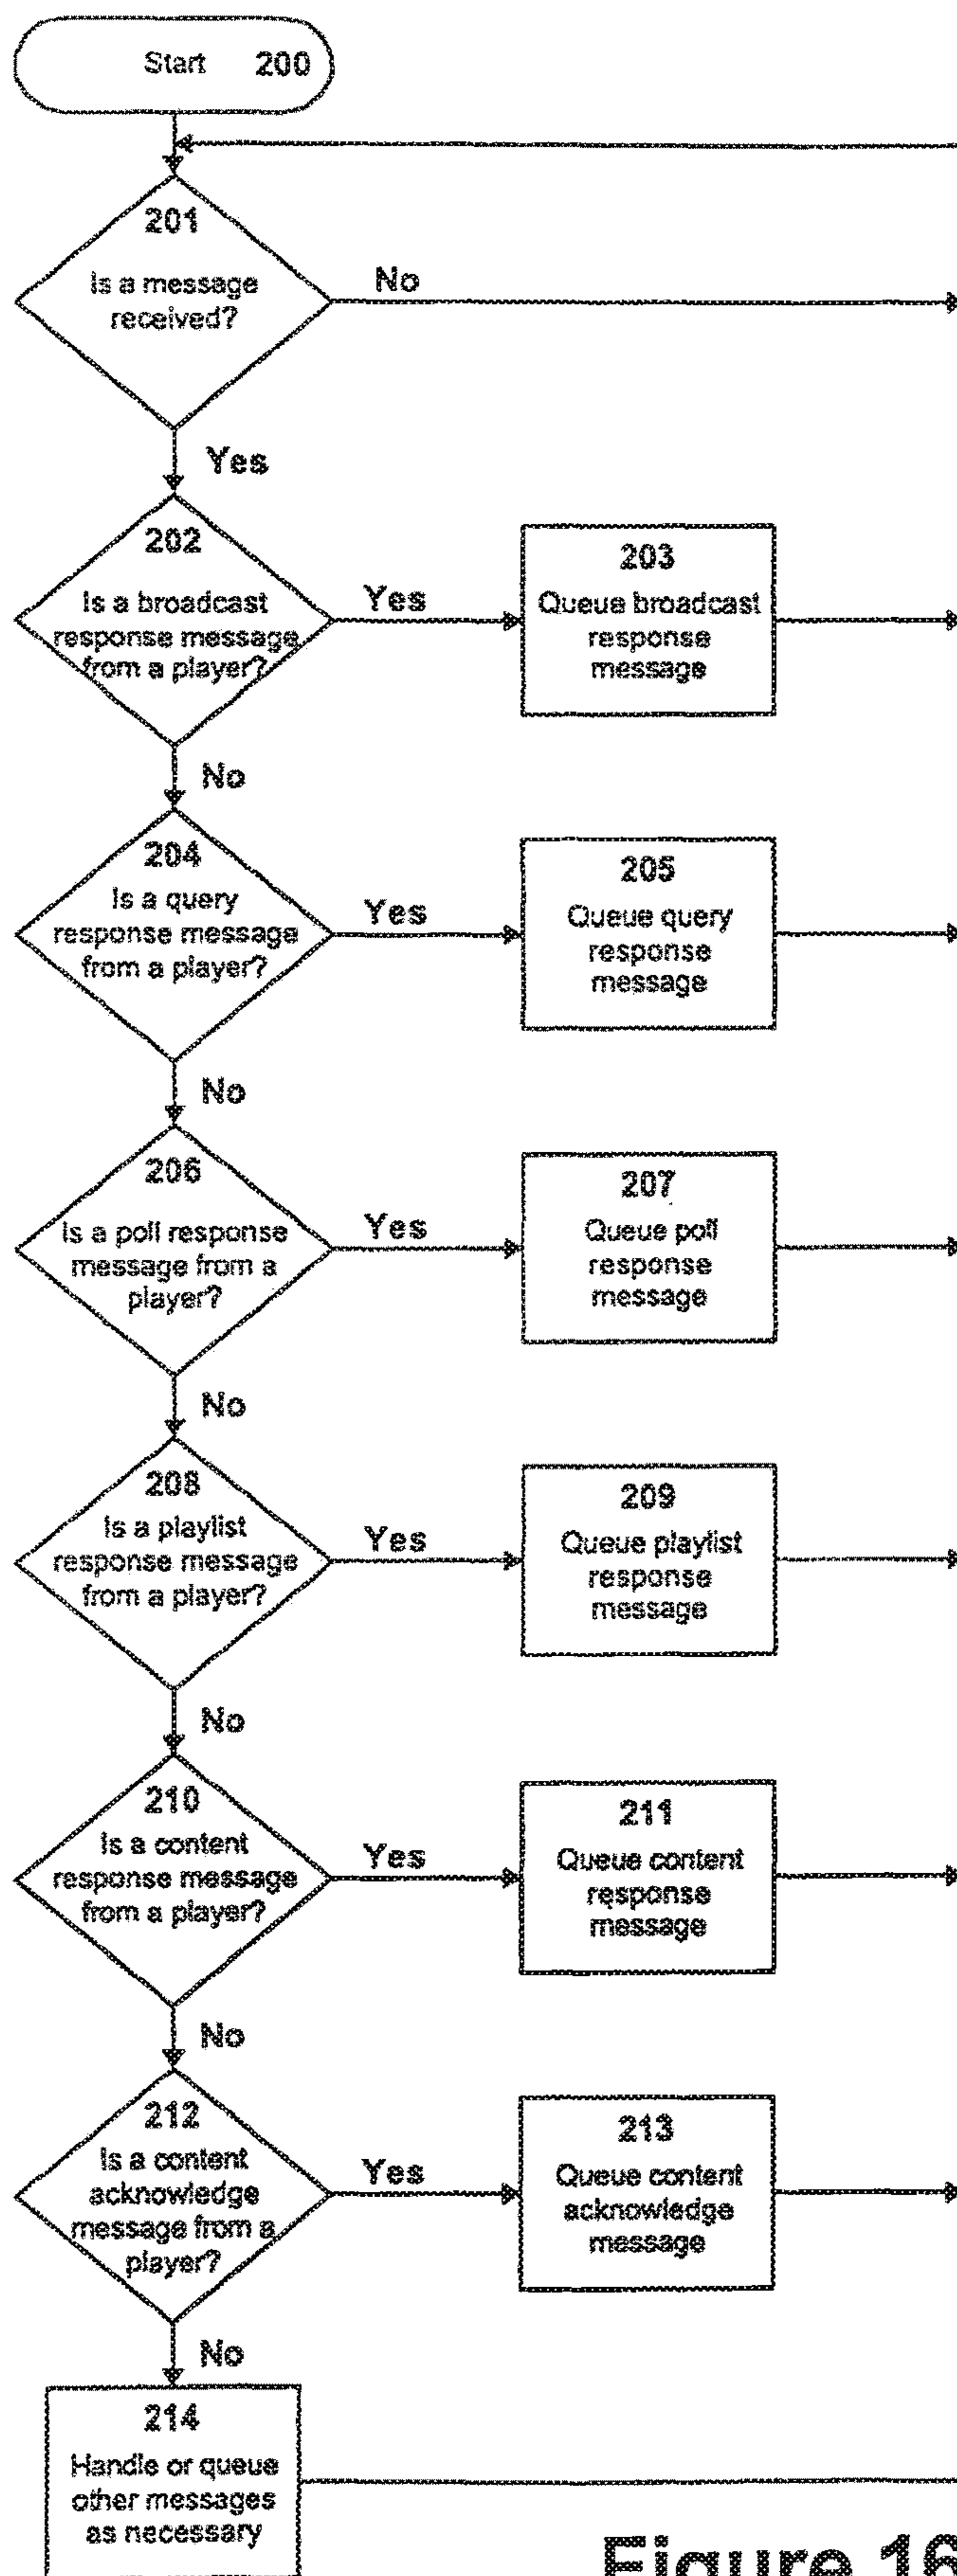 Start 200
201
Is a message
received?
No
Yes
202
Is a broadcast
response message
from a player?
Yes
203
Queue broadcast
response
message
No
204
Is a query
response message
from a player?
Yes
205
Queue query
response
message
No
206
Is a poll response
message from a
player?
Yes
207
Queue poll
response
message
No
208
Is a playlist
response message
from a player?
Yes
209
Queue playlist
response
message
No
210
Is a content
response message
from a player?
Yes
211
Queue content
response
message
No
212
Is a content
acknowledge
message from a
player?
Yes
213
Queue content
acknowledge
message
No
214
Handle or queue
other messages
as necessary
Figure 16